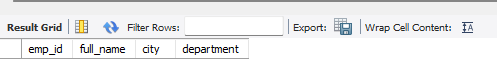 Result Grid Filter Rows: Export: Wrap Cell Content:
emp_id full_name city department